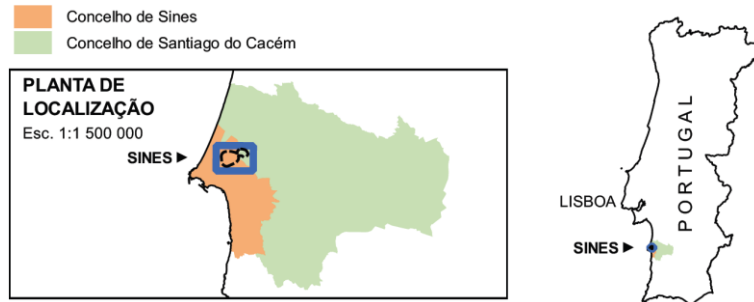 Concelho de Sines
Concelho de Santiago do Cacém
PLANTA DE
LOCALIZAÇÃO
Esc. 1:1 500 000
SINES
LISBOA
PORTUGAL
SINES